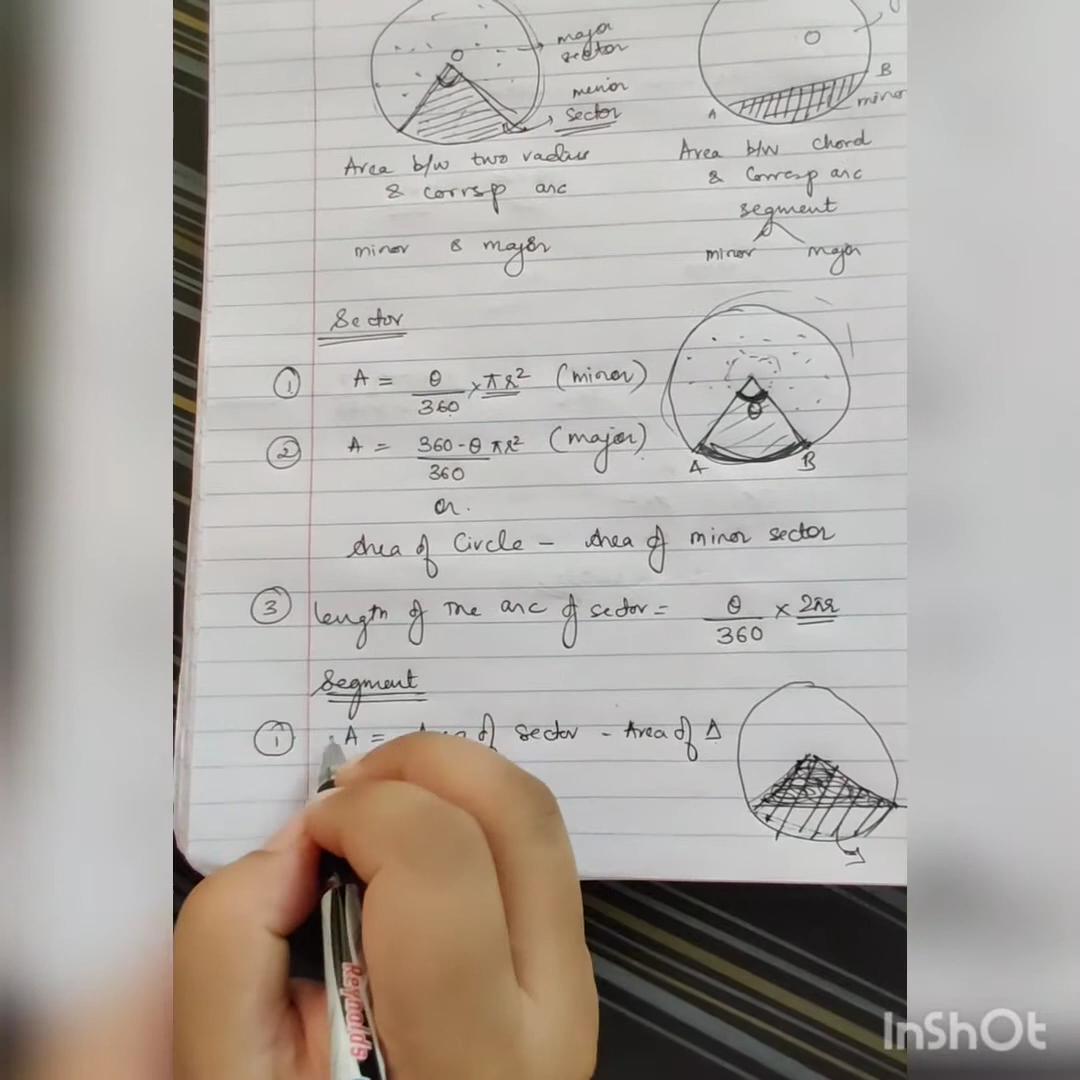 O
major
sector
menior
sector
Area b/w two radius
& corrsp arc
minor & major
O
B
A
minor
Area b/w chord
& corresp arc
segment
minor major
Sector
① A = θ/360 × πr² (minor)
② A = 360-θ/360 πr² (major)
or.
Area of Circle - Area of minor sector
θ
A B
③ length of the arc of sector = θ/360 × 2πr
Segment
① A = of sector - Area of Δ
Reynolds
InShOt